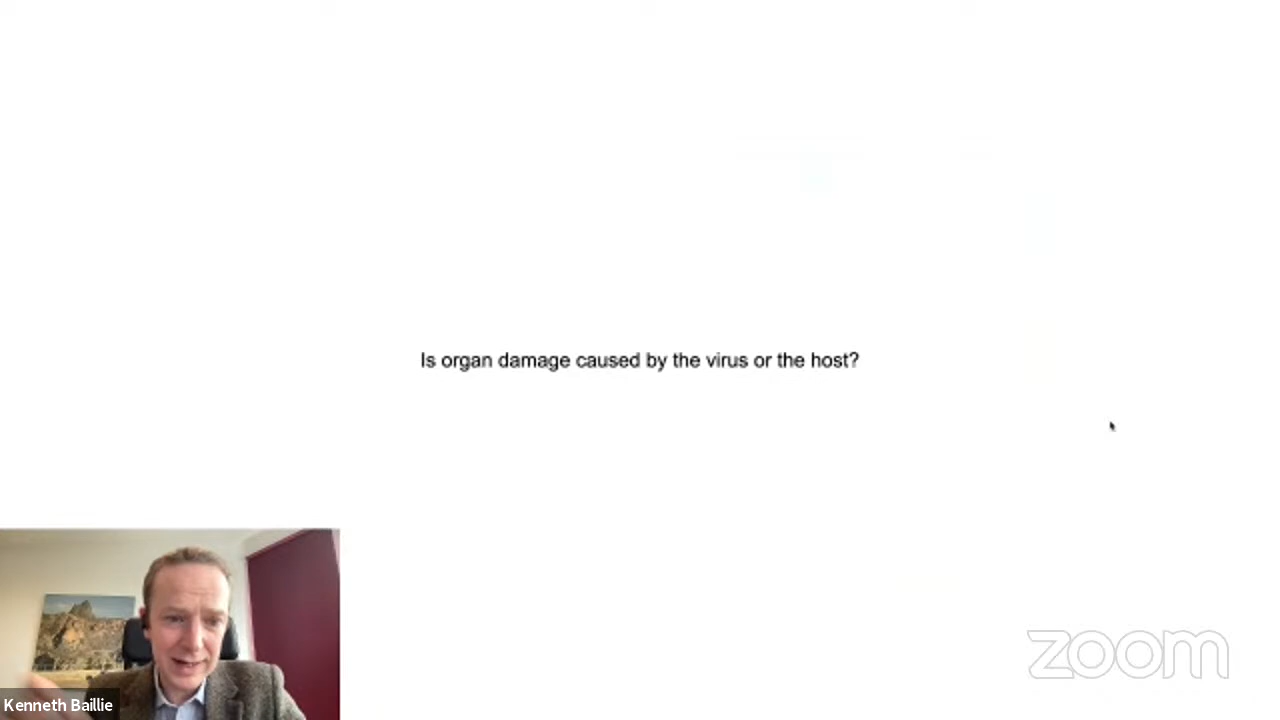 Is organ damage caused by the virus or the host?
zoom
Kenneth Baillie